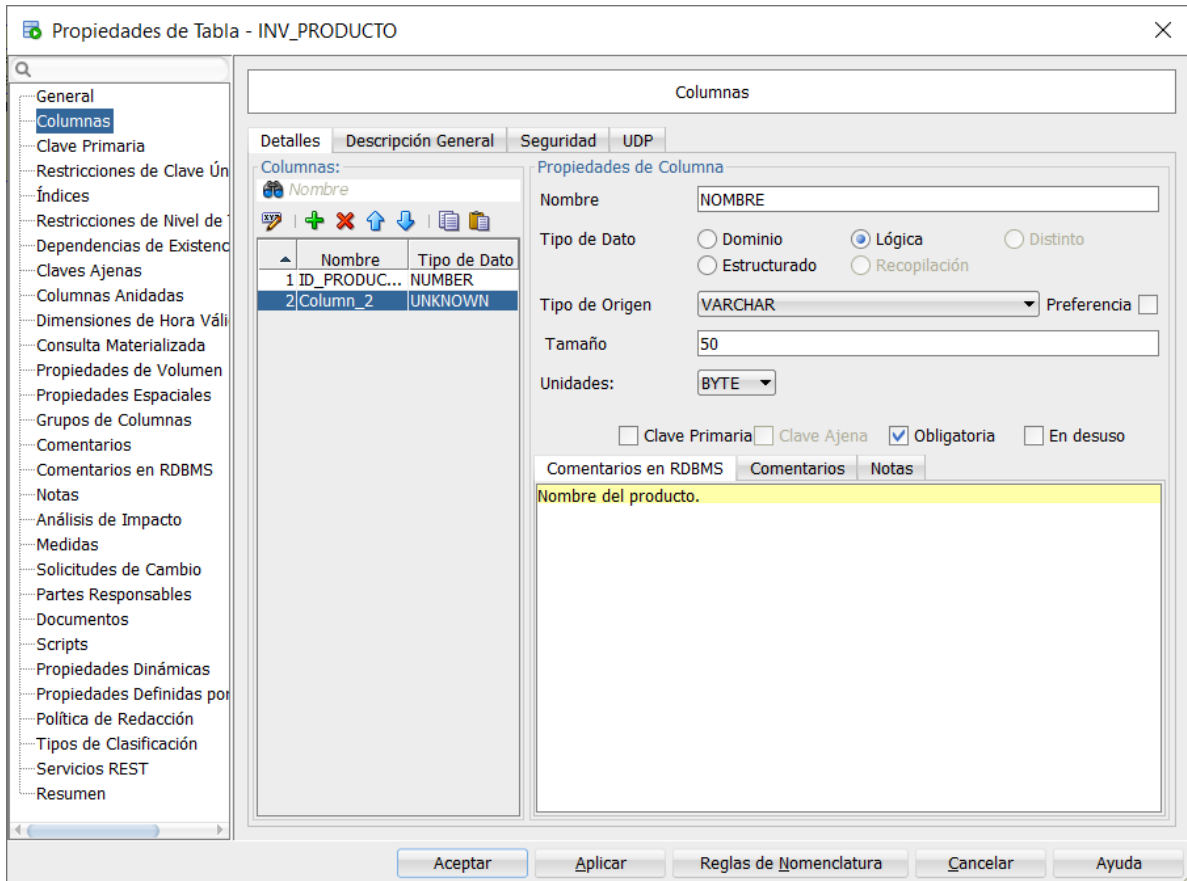 Propiedades de Tabla - INV_PRODUCTO
General
Columnas
Clave Primaria
Restricciones de Clave Ún
Índices
Restricciones de Nivel de
Dependencias de Existenc
Claves Ajenas
Columnas Anidadas
Dimensiones de Hora Váli
Consulta Materializada
Propiedades de Volumen
Propiedades Espaciales
Grupos de Columnas
Comentarios
Comentarios en RDBMS
Notas
Análisis de Impacto
Medidas
Solicitudes de Cambio
Partes Responsables
Documentos
Scripts
Propiedades Dinámicas
Propiedades Definidas por
Política de Redacción
Tipos de Clasificación
Servicios REST
Resumen
Columnas
Detalles Descripción General Seguridad UDP
Columnas:
Nombre
Nombre Tipo de Dato
1 ID_PRODUC... NUMBER
2 Column_2 UNKNOWN
Propiedades de Columna
Nombre NOMBRE
Tipo de Dato Dominio Lógica Distinto
Estructurado Recopilación
Tipo de Origen VARCHAR Preferencia
Tamaño 50
Unidades: BYTE
Clave Primaria Clave Ajena Obligatoria En desuso
Comentarios en RDBMS Comentarios Notas
Nombre del producto.
Aceptar Aplicar Reglas de Nomenclatura Cancelar Ayuda